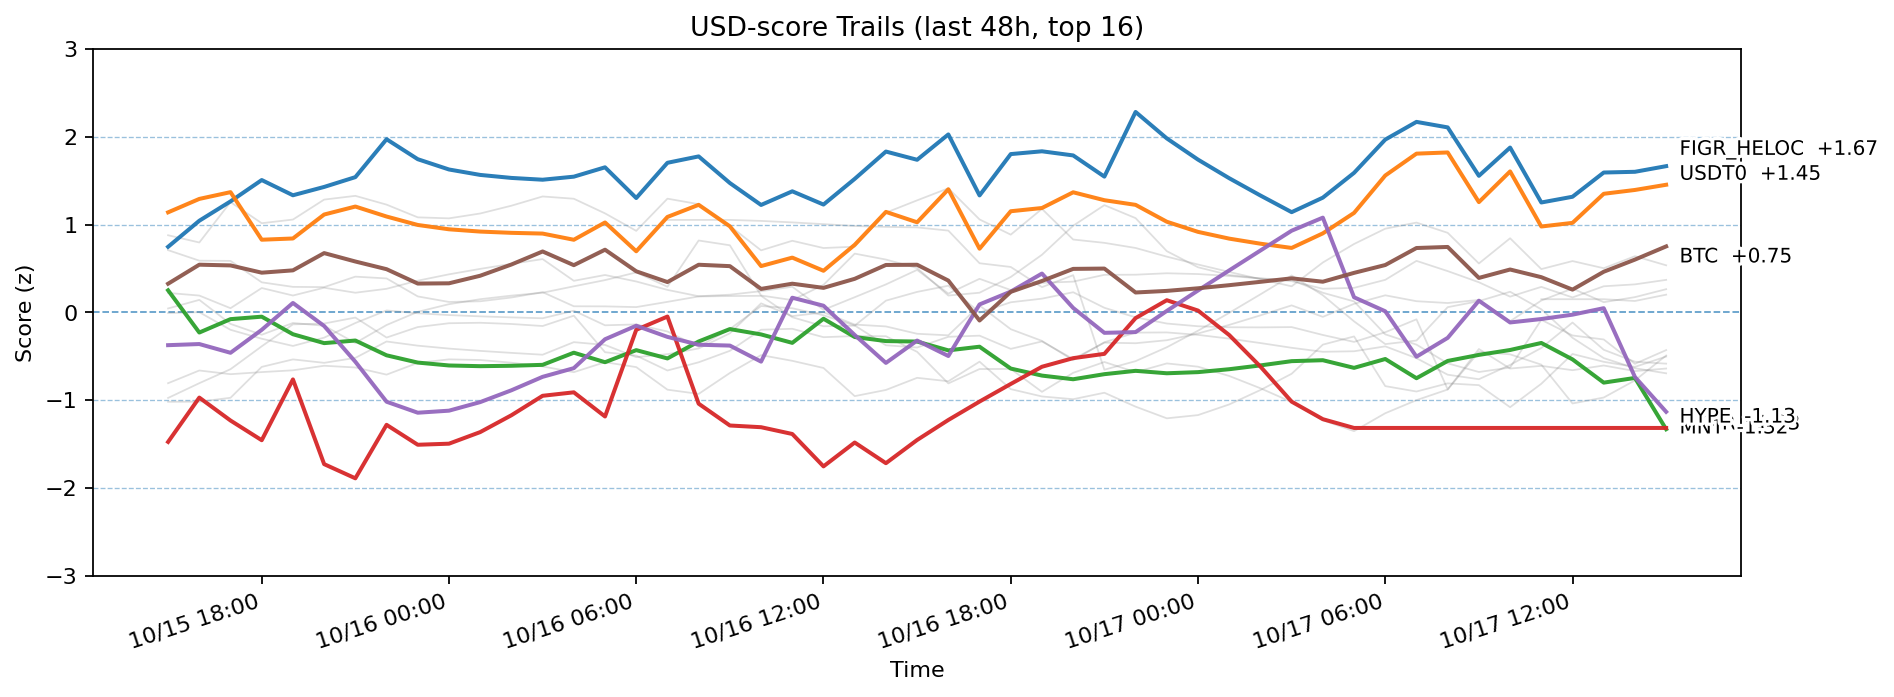 USD-score Trails (last 48h, top 16)
Score (z)
3
2
1
0
−1
−2
−3
FIGR_HELOC +1.67
USDT0 +1.45
BTC +0.75
HYPE -1.13
10/15 18:00
10/16 00:00
10/16 06:00
10/16 12:00
10/16 18:00
10/17 00:00
10/17 06:00
10/17 12:00
Time